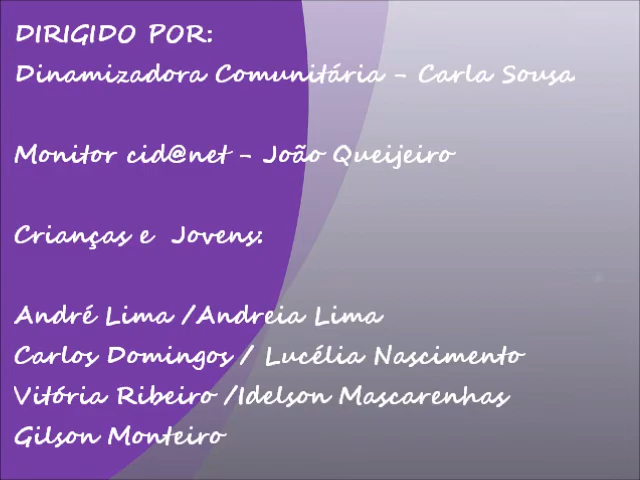 DIRIGIDO POR:
Dinamizadora Comunitária - Carla Sousa
Monitor cid@net - João Queijeiro
Crianças e Jovens:
André Lima /Andreia Lima
Carlos Domingos / Lucélia Nascimento
Vitória Ribeiro /Idelson Mascarenhas
Gilson Monteiro